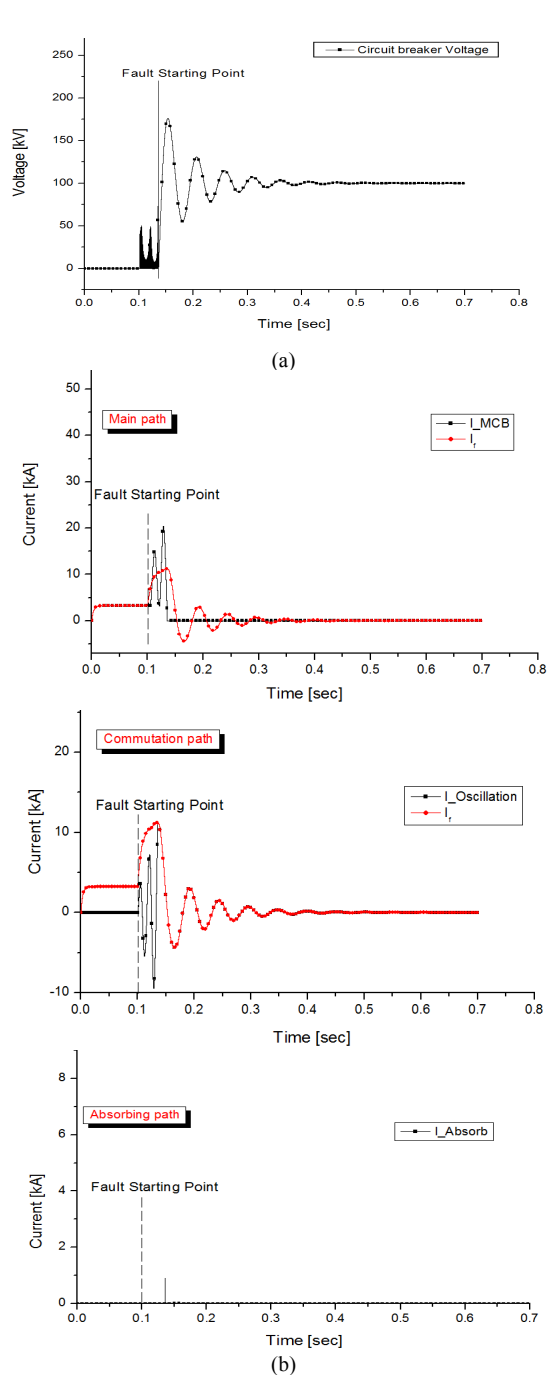 Circuit breaker Voltage
Fault Starting Point
250
200
150
100
50
0
Voltage [kV]
0.0 0.1 0.2 0.3 0.4 0.5 0.6 0.7 0.8
Time [sec]
(a)
50
40
30
20
10
0
Current [kA]
Main path
I_MCB
I_r
Fault Starting Point
0.0 0.1 0.2 0.3 0.4 0.5 0.6 0.7
Time [sec]
20
10
0
-10
Current [kA]
Commutation path
I_Oscillation
I_r
Fault Starting Point
0.0 0.1 0.2 0.3 0.4 0.5 0.6 0.7 0.8
Time [sec]
8
6
4
2
0
Current [kA]
Absorbing path
I_Absorb
Fault Starting Point
0.0 0.1 0.2 0.3 0.4 0.5 0.6 0.7
Time [sec]
(b)